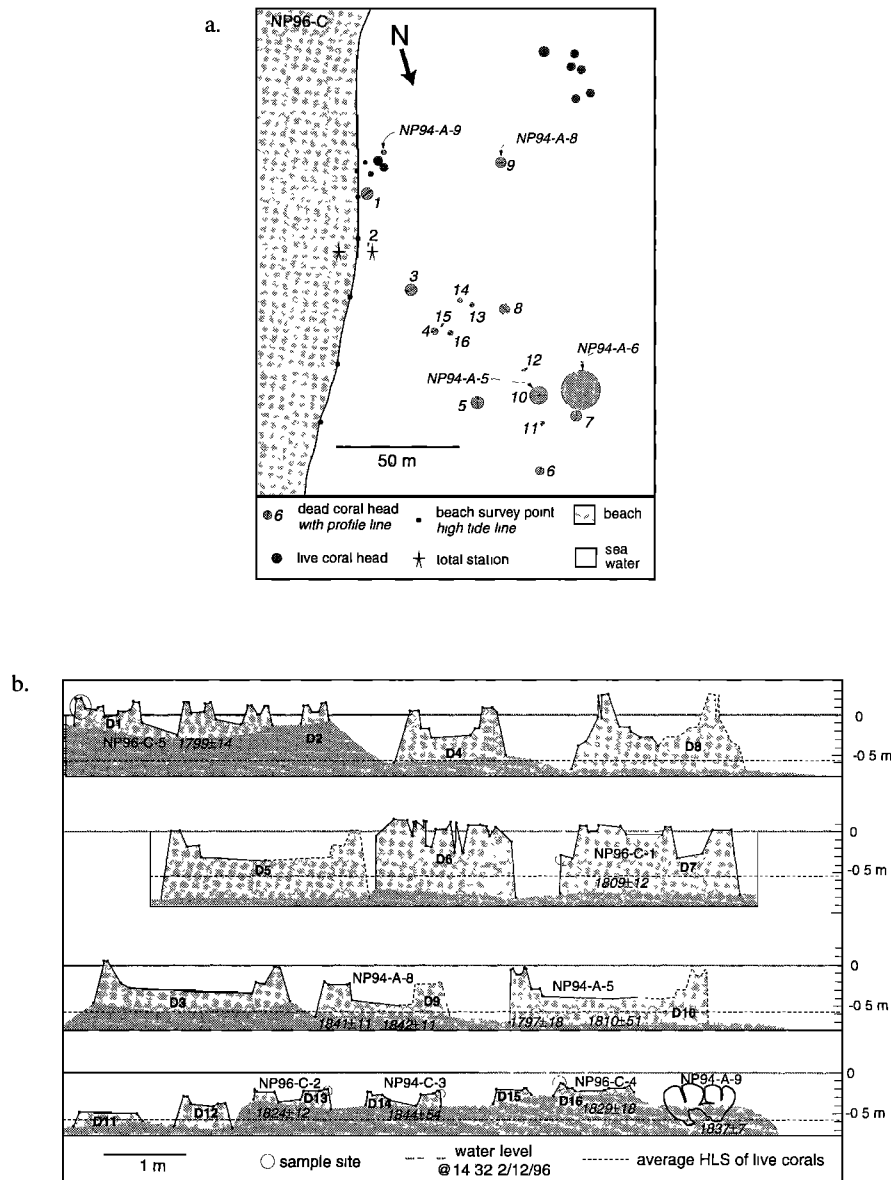 a.
NP96-C
N
NP94-A-9
NP94-A-8
9
1
2
3
14
8
13
15
4
16
NP94-A-6
12
NP94-A-5
10
5
7
11
6
50 m
6 dead coral head
with profile line
beach survey point
high tide line
beach
live coral head
total station
sea
water
b.
D1
NP96-C-5 1799±14
D2
D4
D8
0
-0 5 m
D5
D6
NP96-C-1
1809±12
D7
0
-0 5 m
D3
NP94-A-8
D9
1841±11 1842±11
NP94-A-5
1797±18 1810±51
D10
0
-0 5 m
D11
D12
NP96-C-2
D13
1824±12
NP94-C-3
D14
1844±54
D15
NP96-C-4
D16
1829±18
NP94-A-9
1837±7
0
-0 5 m
1 m
sample site
water level
@ 14 32 2/12/96
average HLS of live corals